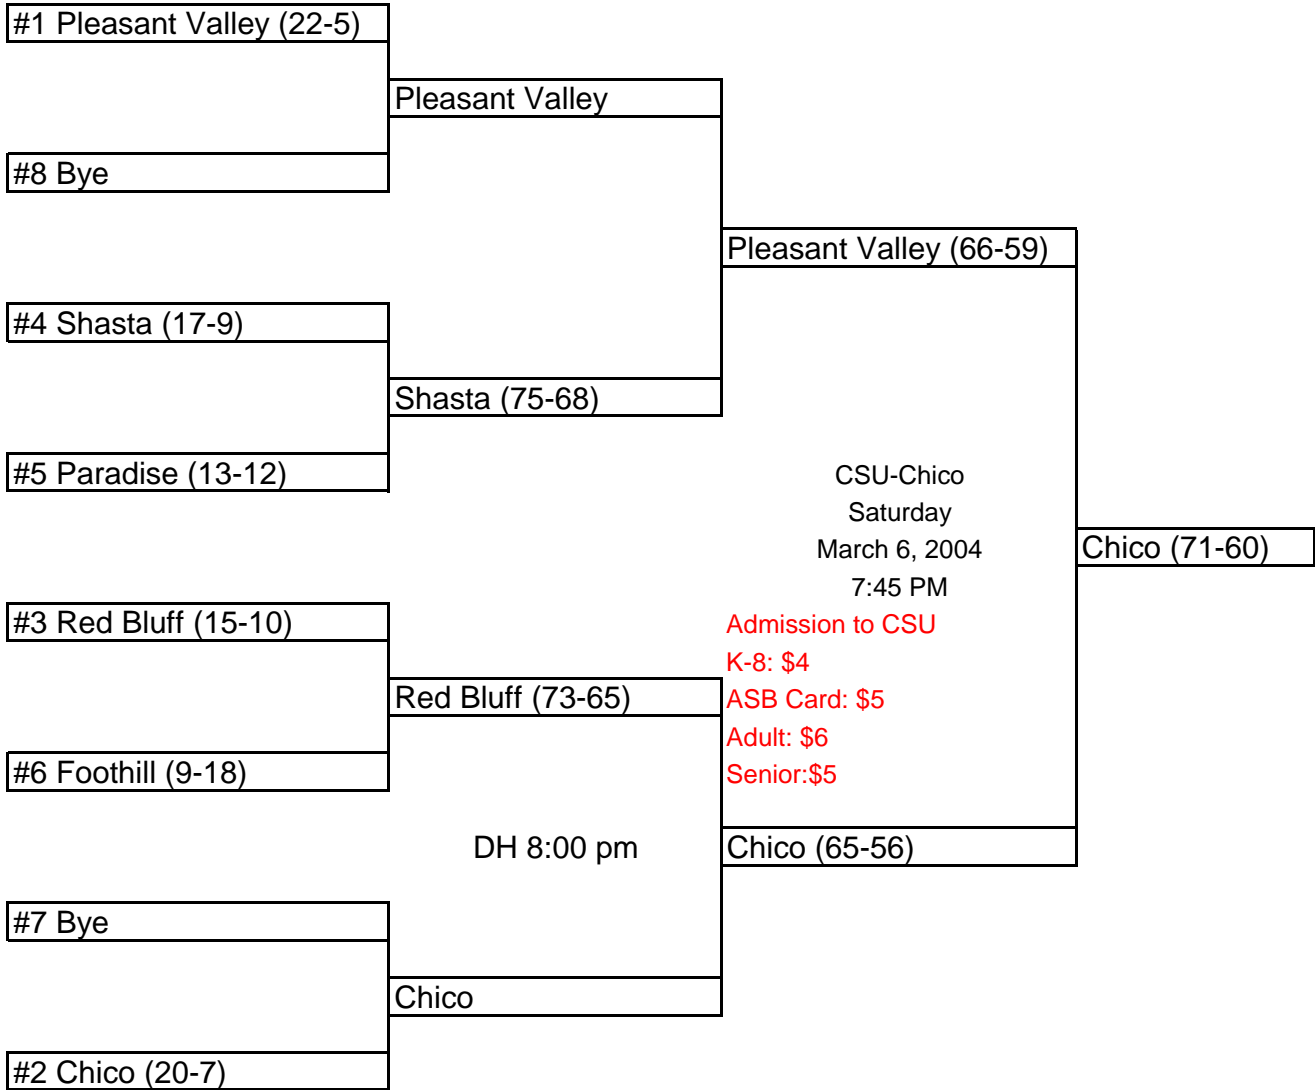 #1 Pleasant Valley (22-5)
Pleasant Valley
#8 Bye
Pleasant Valley (66-59)
#4 Shasta (17-9)
Shasta (75-68)
#5 Paradise (13-12)
CSU-Chico
Saturday
March 6, 2004
7:45 PM
Chico (71-60)
#3 Red Bluff (15-10)
Admission to CSU
K-8: $4
ASB Card: $5
Adult: $6
Senior:$5
Red Bluff (73-65)
#6 Foothill (9-18)
DH 8:00 pm
Chico (65-56)
#7 Bye
Chico
#2 Chico (20-7)